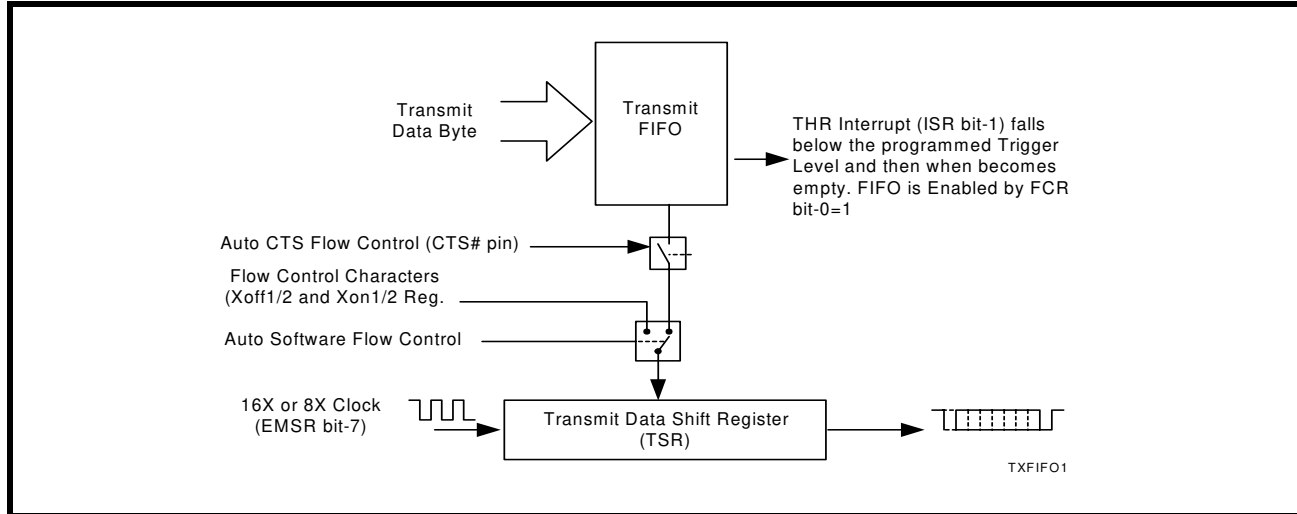 Transmit
Data Byte
Transmit
FIFO
THR Interrupt (ISR bit-1) falls
below the programmed Trigger
Level and then when becomes
empty. FIFO is Enabled by FCR
bit-0=1
Auto CTS Flow Control (CTS# pin)
Flow Control Characters
(Xoff1/2 and Xon1/2 Reg.
Auto Software Flow Control
16X or 8X Clock
(EMSR bit-7)
Transmit Data Shift Register
(TSR)
TXFIFO1